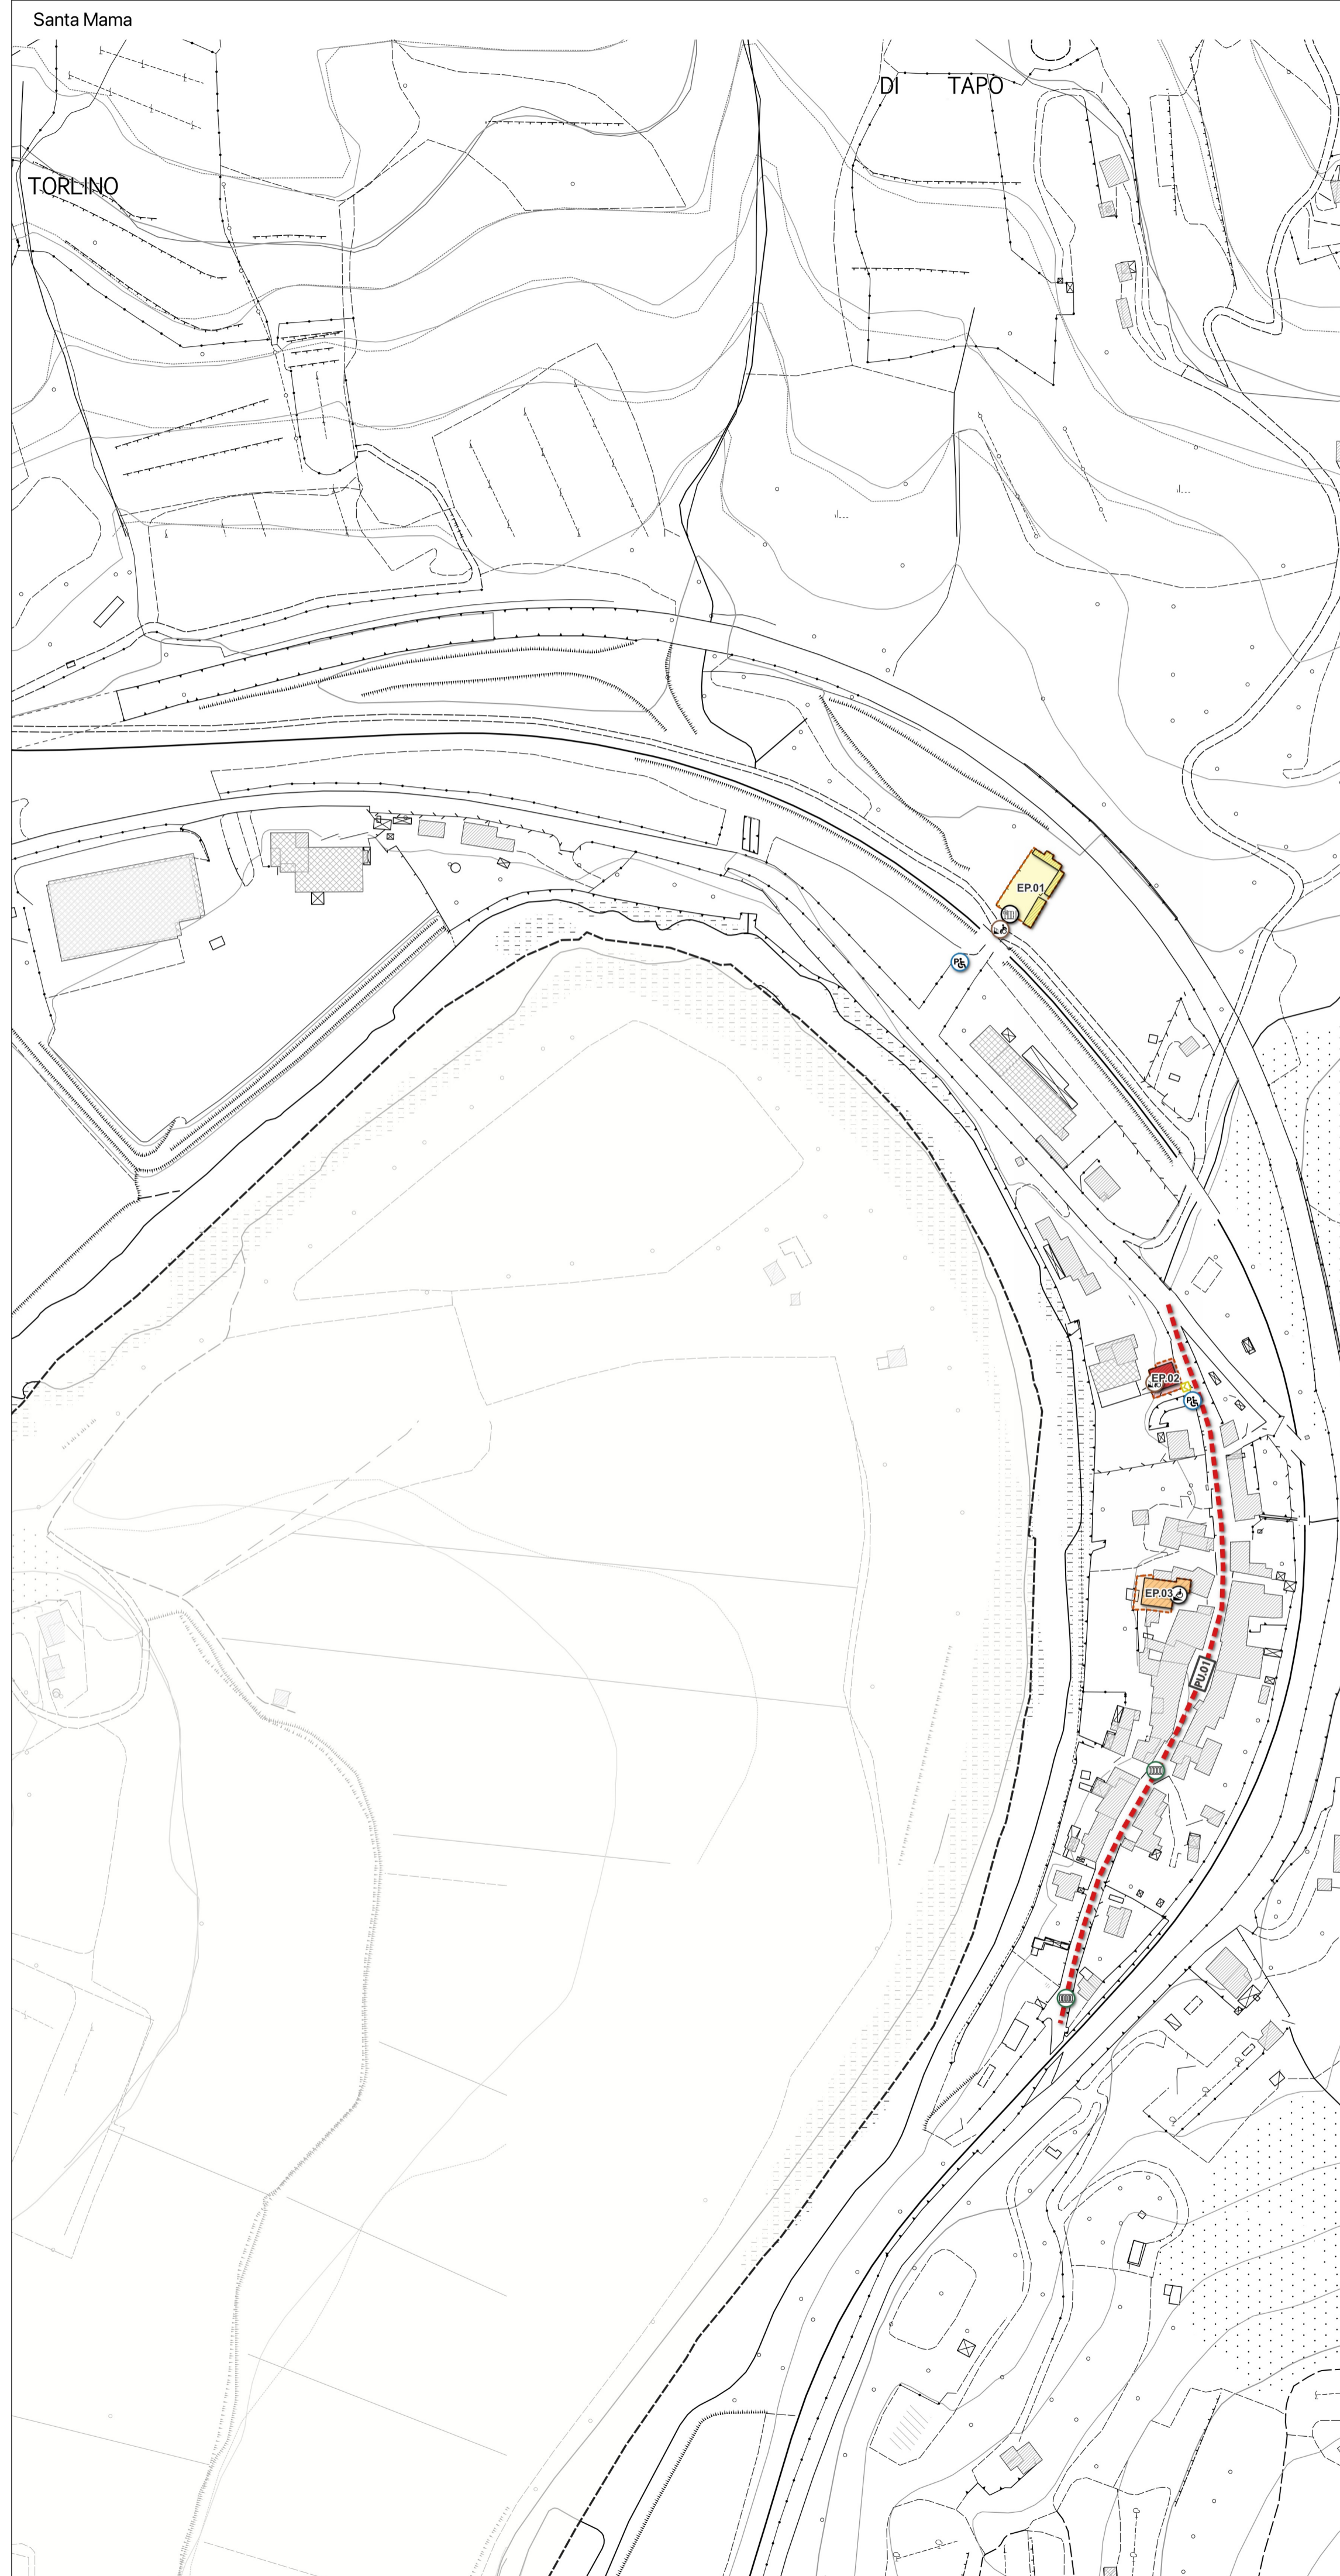 Santa Mama
DI TAPO
TORLINO
EP.01
P
EP.02
P
EP.03
PU.01